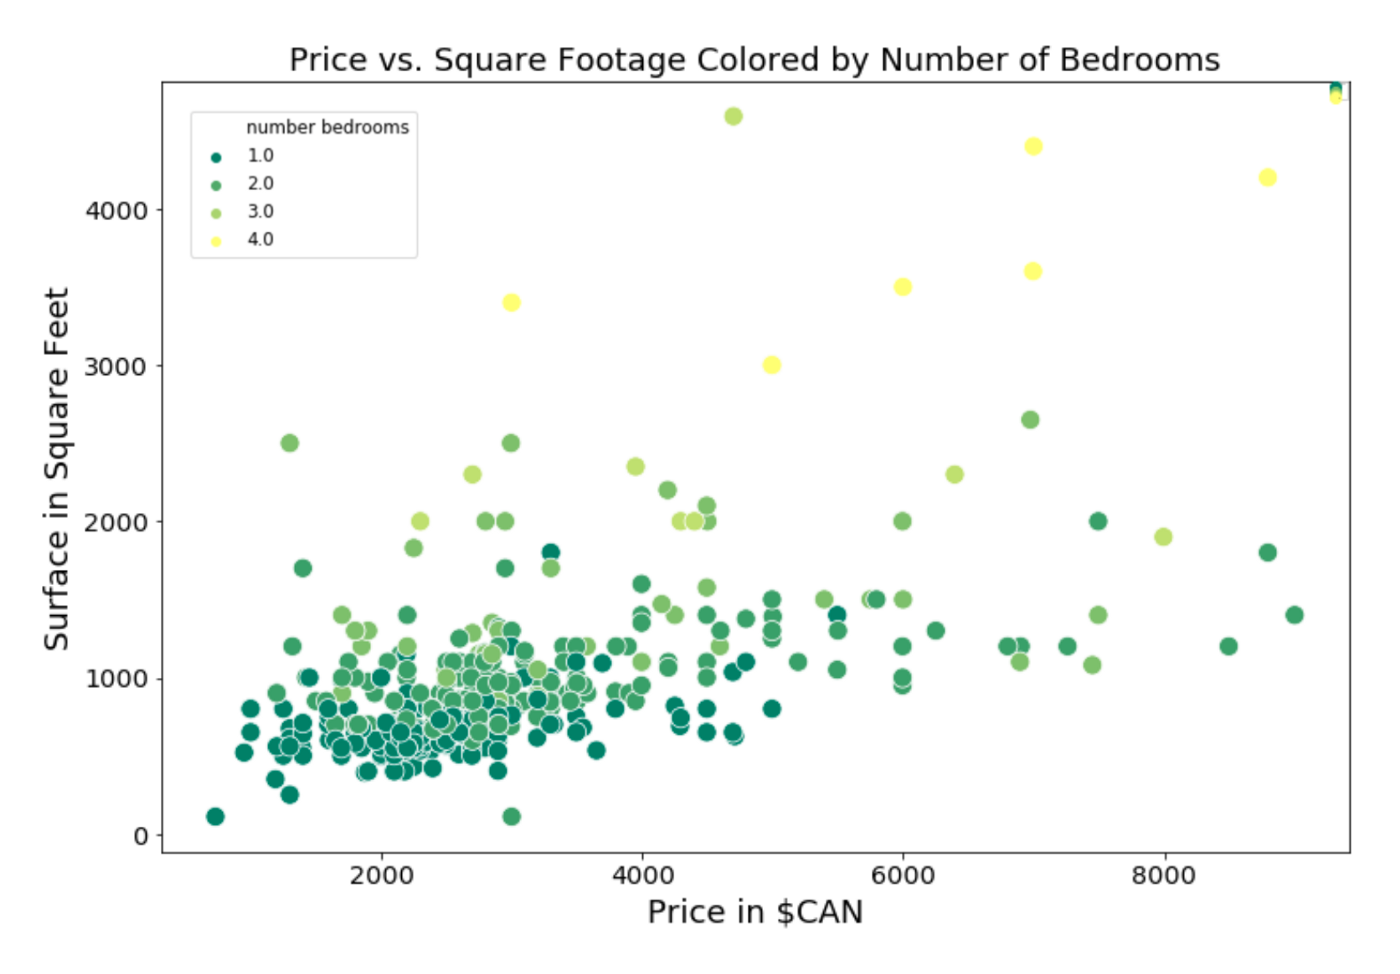 Price vs. Square Footage Colored by Number of Bedrooms
number bedrooms
1.0
2.0
3.0
4.0
4000
3000
2000
1000
0
Surface in Square Feet
2000 4000 6000 8000
Price in $CAN